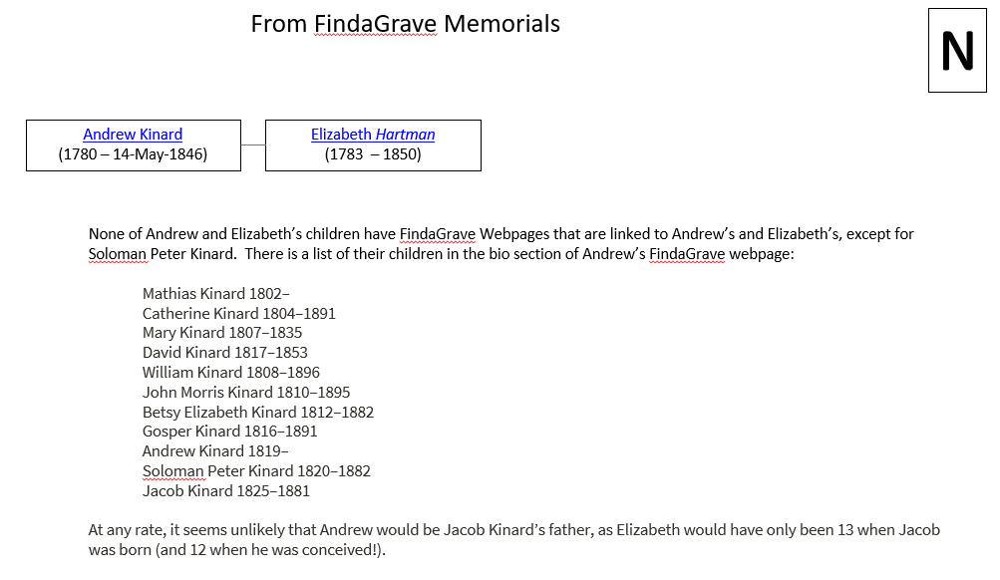 From FindaGrave Memorials
N
Andrew Kinard
(1780 – 14-May-1846)
Elizabeth Hartman
(1783 – 1850)
None of Andrew and Elizabeth's children have FindaGrave Webpages that are linked to Andrew's and Elizabeth's, except for
Soloman Peter Kinard. There is a list of their children in the bio section of Andrew's FindaGrave webpage:
Mathias Kinard 1802–
Catherine Kinard 1804–1891
Mary Kinard 1807–1835
David Kinard 1817–1853
William Kinard 1808–1896
John Morris Kinard 1810–1895
Betsy Elizabeth Kinard 1812–1882
Gosper Kinard 1816–1891
Andrew Kinard 1819–
Soloman Peter Kinard 1820–1882
Jacob Kinard 1825–1881
At any rate, it seems unlikely that Andrew would be Jacob Kinard's father, as Elizabeth would have only been 13 when Jacob
was born (and 12 when he was conceived!).